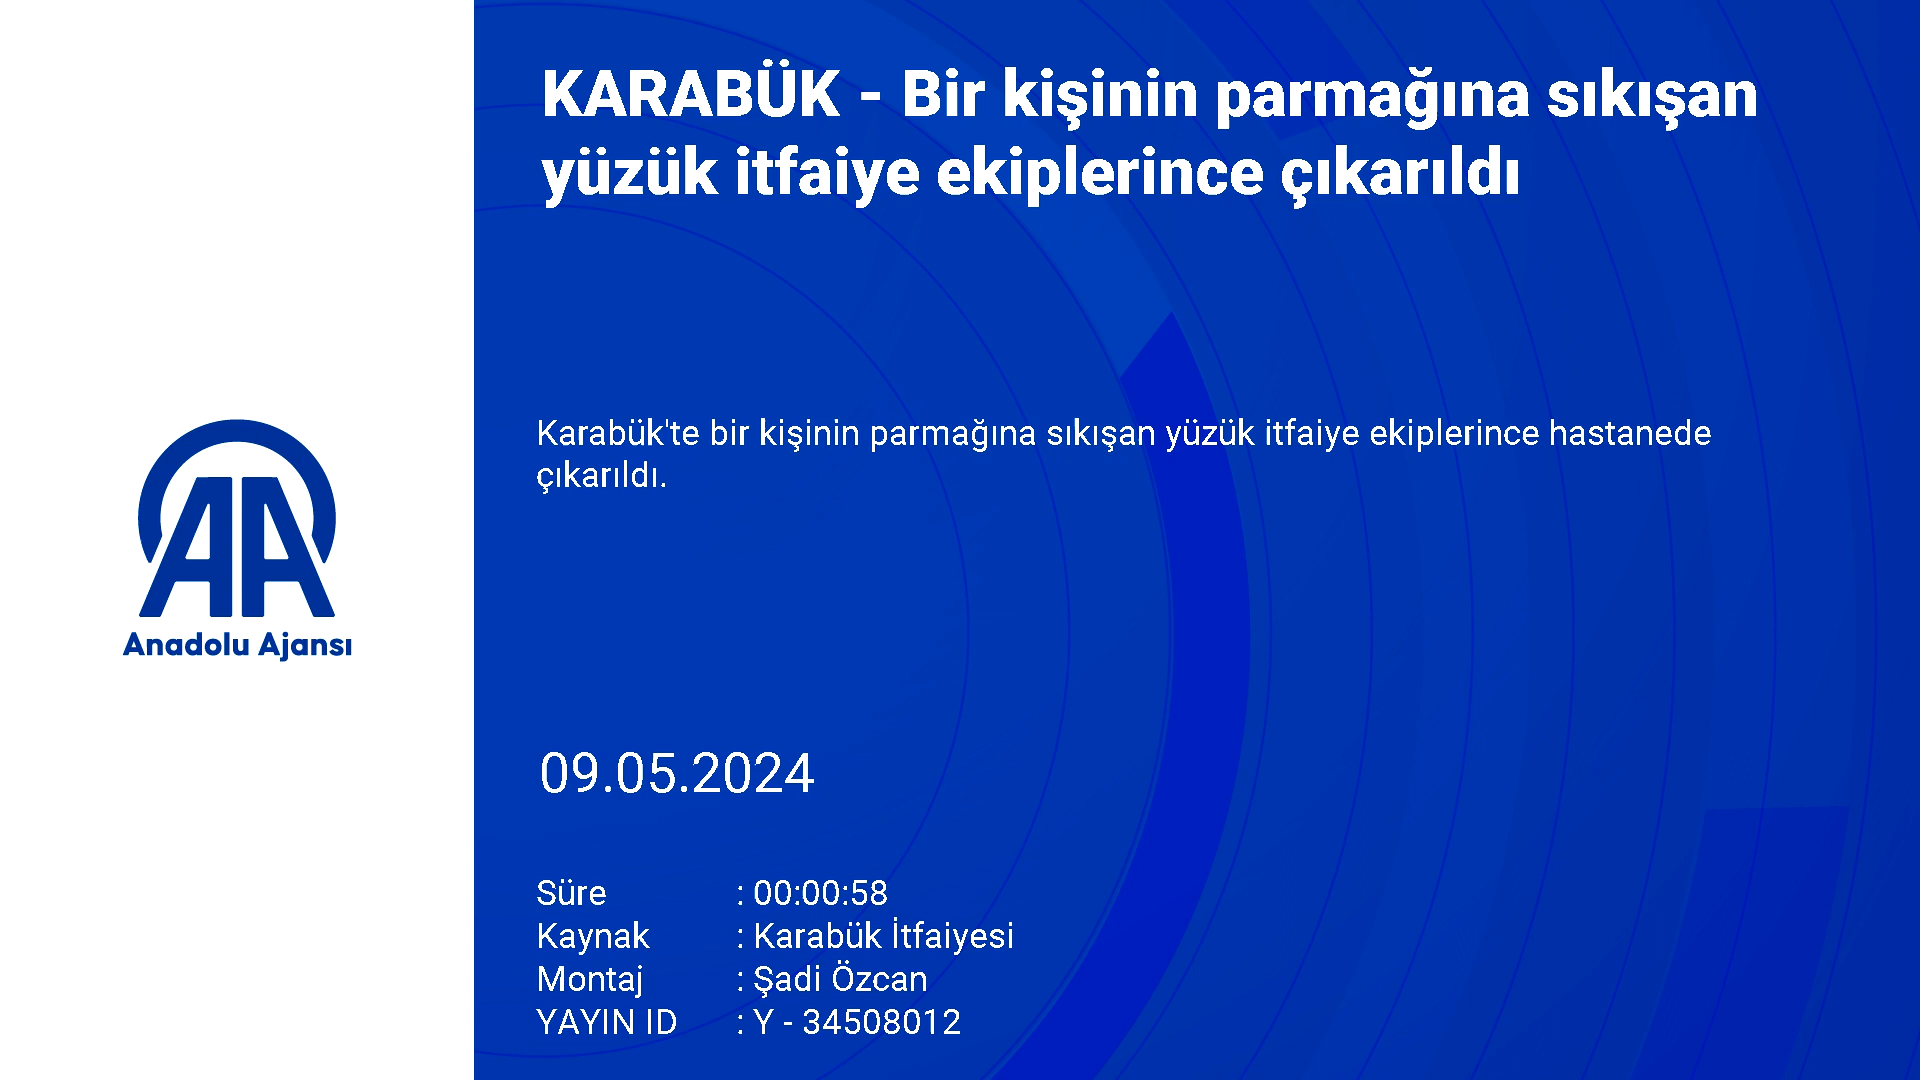 KARABÜK - Bir kişinin parmağına sıkışan
yüzük itfaiye ekiplerince çıkarıldı
Karabük'te bir kişinin parmağına sıkışan yüzük itfaiye ekiplerince hastanede
çıkarıldı.
AA
Anadolu Ajansı
09.05.2024
Süre : 00:00:58
Kaynak : Karabük İtfaiyesi
Montaj : Şadi Özcan
YAYIN ID : Y - 34508012